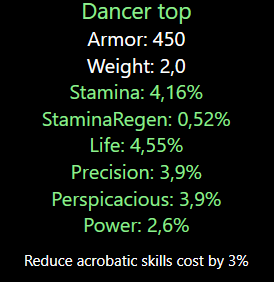 Dancer top
Armor: 450
Weight: 2,0
Stamina: 4,16%
StaminaRegen: 0,52%
Life: 4,55%
Precision: 3,9%
Perspicacious: 3,9%
Power: 2,6%
Reduce acrobatic skills cost by 3%